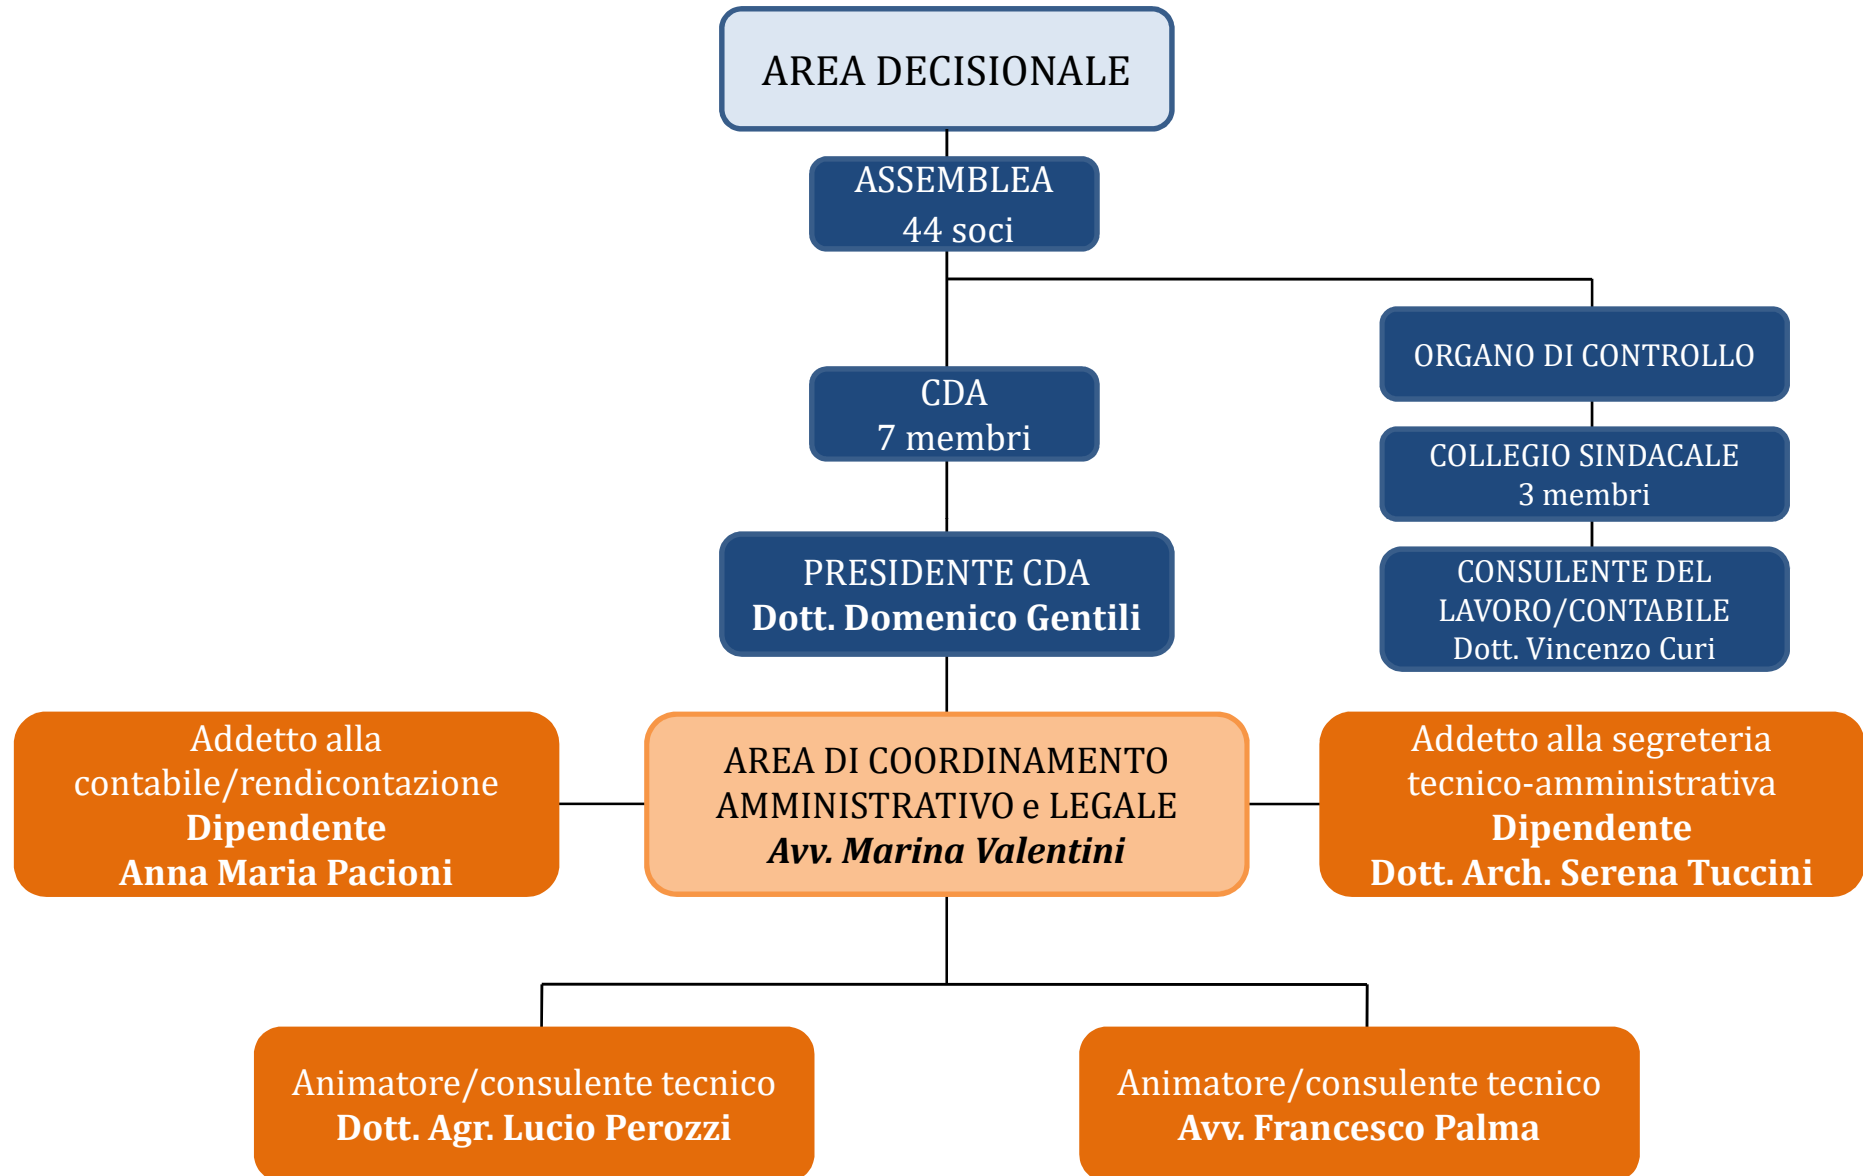 AREA DECISIONALE
ASSEMBLEA
44 soci
ORGANO DI CONTROLLO
CDA
7 membri
COLLEGIO SINDACALE
3 membri
PRESIDENTE CDA
Dott. Domenico Gentili
CONSULENTE DEL
LAVORO/CONTABILE
Dott. Vincenzo Curi
Addetto alla
contabile/rendicontazione
Dipendente
Anna Maria Pacioni
AREA DI COORDINAMENTO
AMMINISTRATIVO e LEGALE
Avv. Marina Valentini
Addetto alla segreteria
tecnico-amministrativa
Dipendente
Dott. Arch. Serena Tuccini
Animatore/consulente tecnico
Dott. Agr. Lucio Perozzi
Animatore/consulente tecnico
Avv. Francesco Palma